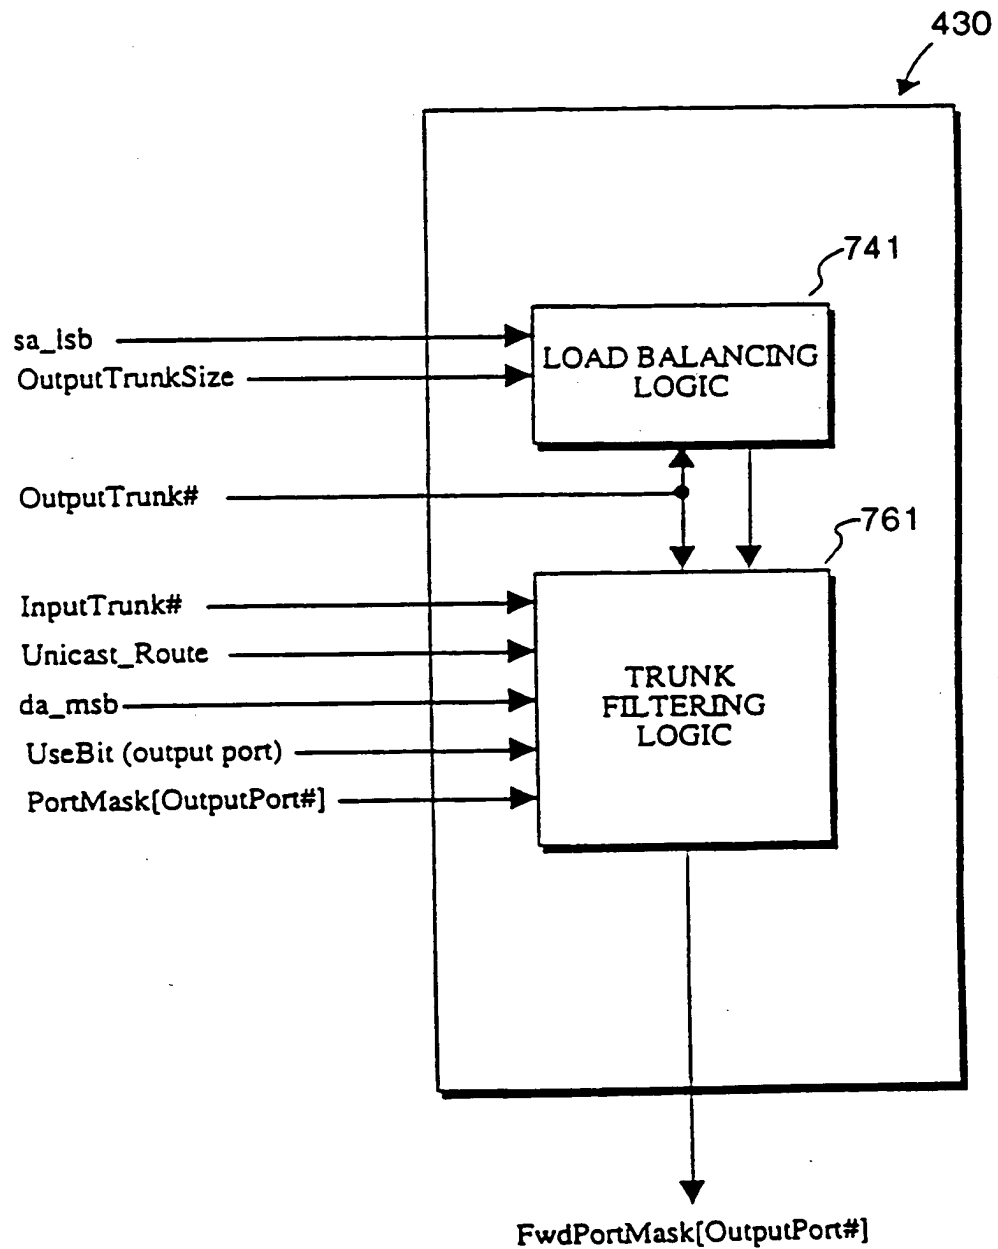 430
741
sa_lsb
LOAD BALANCING
LOGIC
OutputTrunkSize
OutputTrunk#
761
InputTrunk#
Unicast_Route
TRUNK
FILTERING
LOGIC
da_msb
UseBit (output port)
PortMask[OutputPort#]
FwdPortMask[OutputPort#]